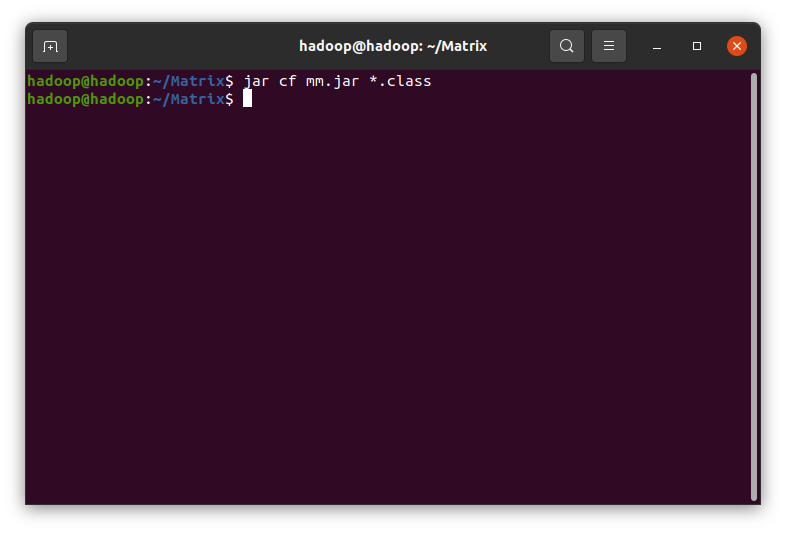 hadoop@hadoop: ~/Matrix
hadoop@hadoop:~/Matrix$ jar cf mm.jar *.class
hadoop@hadoop:~/Matrix$